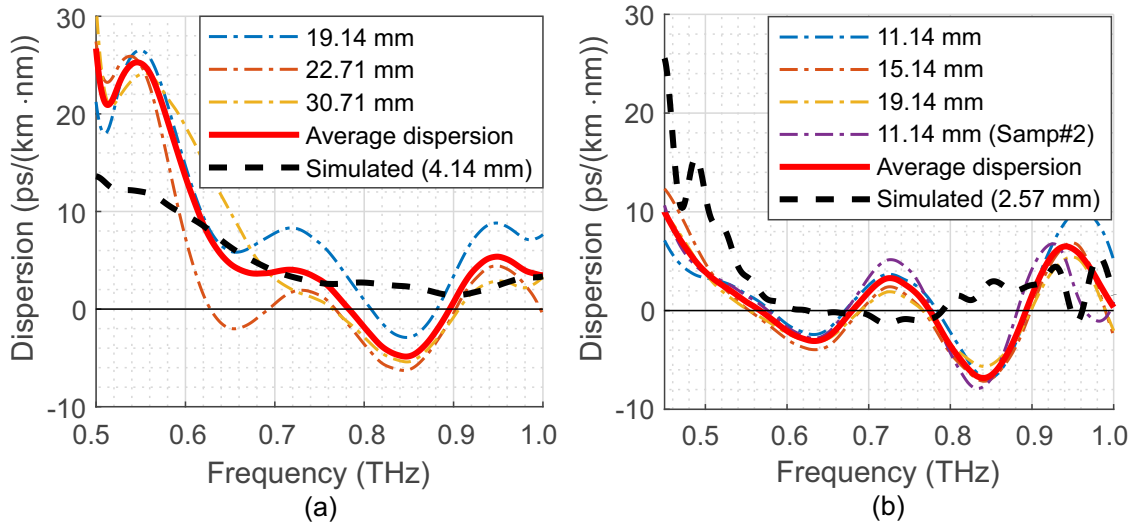 30
20
10
0
-10
Dispersion (ps/(km ·nm))
19.14 mm
22.71 mm
30.71 mm
Average dispersion
Simulated (4.14 mm)
0.5
0.6
0.7
0.8
0.9
1.0
Frequency (THz)
(a)
30
20
10
0
-10
Dispersion (ps/(km ·nm))
11.14 mm
15.14 mm
19.14 mm
11.14 mm (Samp#2)
Average dispersion
Simulated (2.57 mm)
0.5
0.6
0.7
0.8
0.9
1.0
Frequency (THz)
(b)